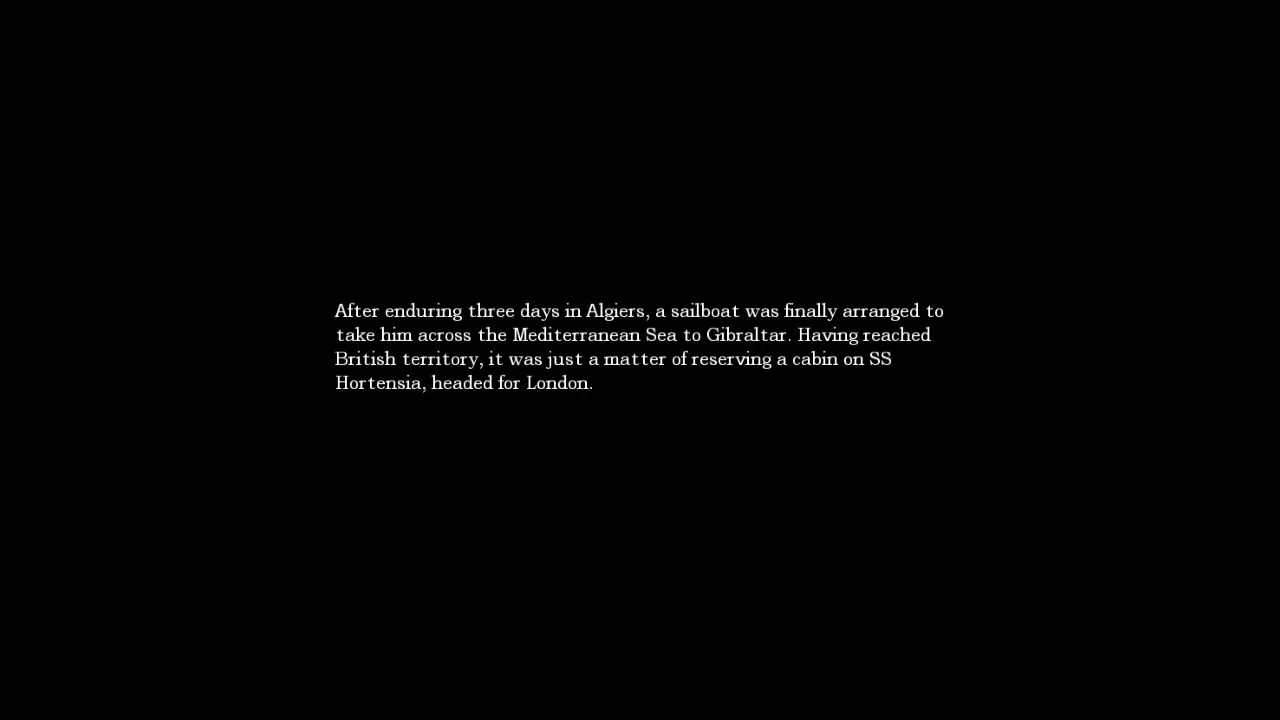 After enduring three days in Algiers, a sailboat was finally arranged to
take him across the Mediterranean Sea to Gibraltar. Having reached
British territory, it was just a matter of reserving a cabin on SS
Hortensia, headed for London.